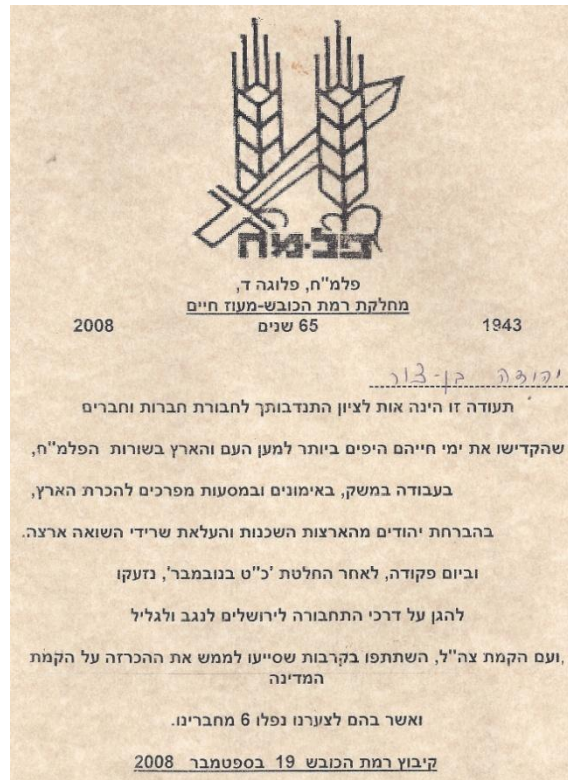 פל.מח
פלמ"ח, פלוגה ד,
מחלקת רמת הכובש-מעוז חיים
1943 65 שנים 2008
יהודה בן-צור
תעודה זו הינה אות לציון התנדבותך לחבורת חברות וחברים
שהקדישו את ימי חייהם היפים ביותר למען העם והארץ בשורות הפלמ"ח,
בעבודה במשק, באימונים ובמסעות מפרכים להכרת הארץ,
בהברחת יהודים מהארצות השכנות והעלאת שרידי השואה ארצה.
וביום פקודה, לאחר החלטת 'כ"ט בנובמבר', נזעקו
להגן על דרכי התחבורה לירושלים לנגב ולגליל
ועם הקמת צה"ל, השתתפו בקרבות שסייעו לממש את ההכרזה על הקמת,
המדינה
ואשר בהם לצערנו נפלו 6 מחברינו.
קיבוץ רמת הכובש 19 בספטמבר 2008